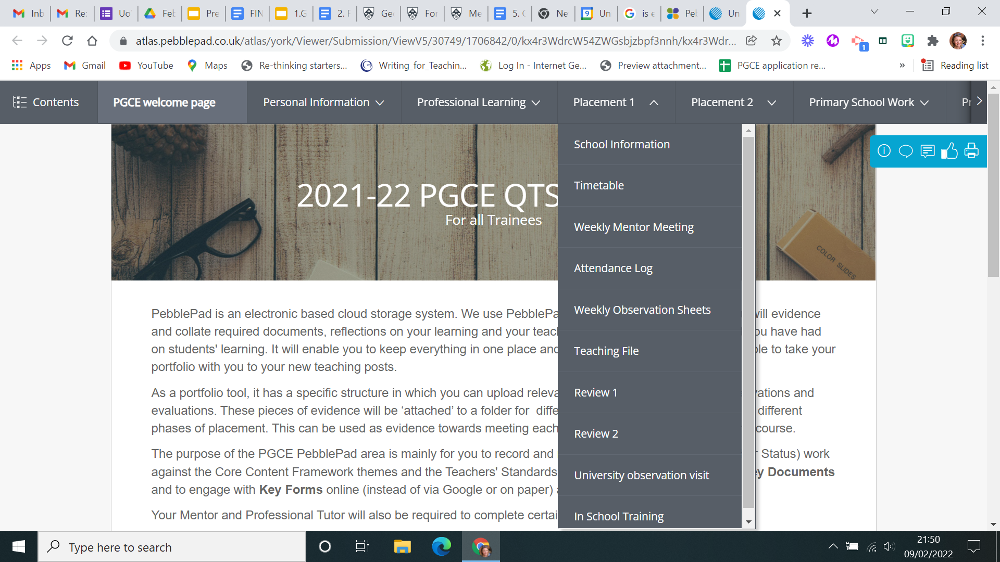 Inb
Re:
Uo
Feb
Pre
FIN
1.G
2. F
Ge
For
Me
5. C
Ne
9
Un
is e
Peb
Un
atlas.pebblepad.co.uk/atlas/york/Viewer/Submission/ViewV5/30749/1706842/0/kx4r3WdrcW54ZWGsbjzbpf3nnh/kx4r3Wdr...
1
Apps
Gmail
YouTube
Maps
Re-thinking starters...
Writing_for_Teachin...
Log In - Internet Ge...
Preview attachment...
PGCE application re...
»
Reading list
Contents
PGCE welcome page
Personal Information
Professional Learning
Placement 1
Placement 2
Primary School Work
Pr
2021-22 PGCE QTS
For all Trainees
COLOR SLIDES
School Information
Timetable
Weekly Mentor Meeting
Attendance Log
Weekly Observation Sheets
Teaching File
Review 1
Review 2
University observation visit
In School Training
PebblePad is an electronic based cloud storage system. We use PebblePa will evidence
and collate required documents, reflections on your learning and your teac ou have had
on students' learning. It will enable you to keep everything in one place and ble to take your
portfolio with you to your new teaching posts.
As a portfolio tool, it has a specific structure in which you can upload releva vations and
evaluations. These pieces of evidence will be ‘attached’ to a folder for diffe different
phases of placement. This can be used as evidence towards meeting each course.
The purpose of the PGCE PebblePad area is mainly for you to record and r Status) work
against the Core Content Framework themes and the Teachers' Standards ey Documents
and to engage with Key Forms online (instead of via Google or on paper)
Your Mentor and Professional Tutor will also be required to complete certai
Type here to search
21:50
09/02/2022